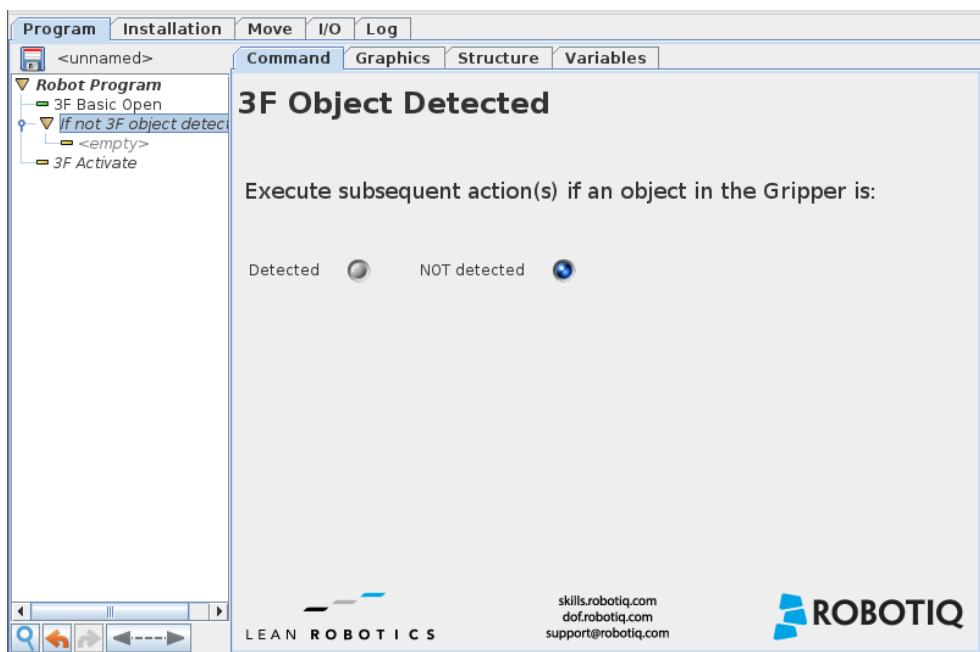 Program Installation Move I/O Log
<unnamed> Command Graphics Structure Variables
Robot Program
3F Basic Open
If not 3F object detect
<empty>
3F Activate
3F Object Detected
Execute subsequent action(s) if an object in the Gripper is:
Detected NOT detected
LEAN ROBOTICS
skills.robotiq.com
dof.robotiq.com
support@robotiq.com
ROBOTIQ